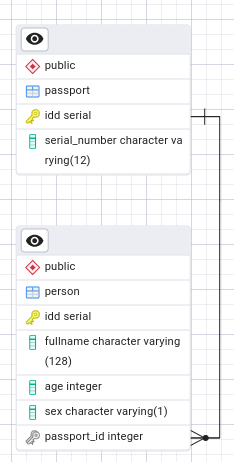 public
passport
idd serial
serial_number character va
rying(12)
public
person
idd serial
fullname character varying
(128)
age integer
sex character varying(1)
passport_id integer